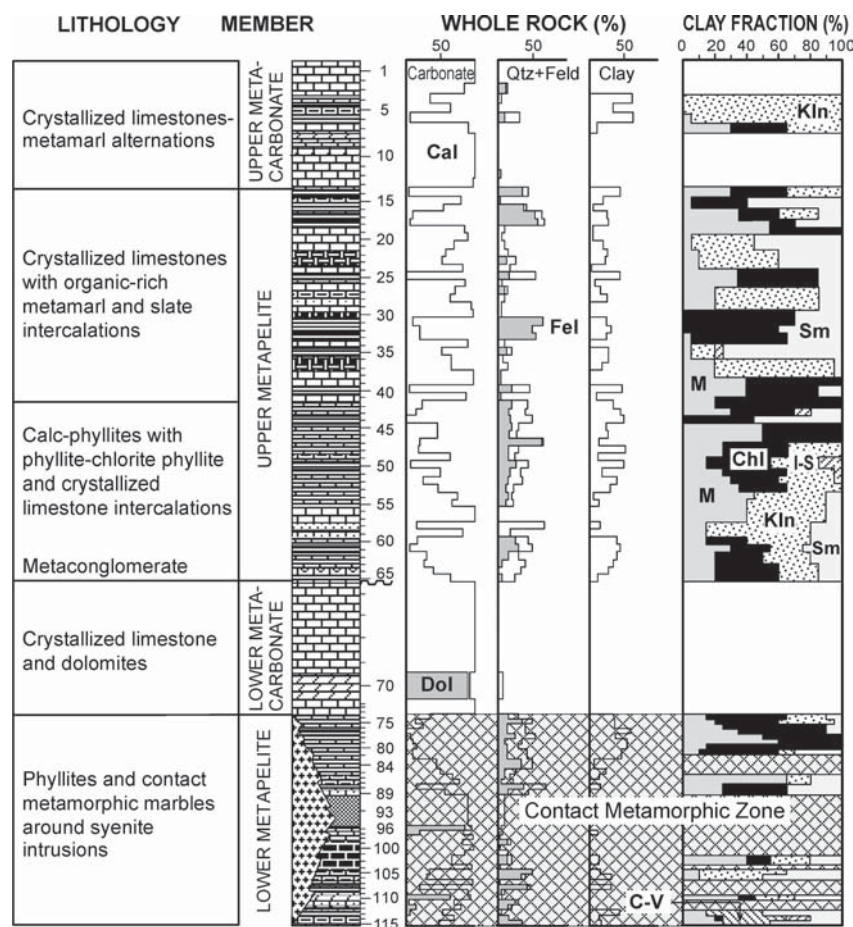 LITHOLOGY MEMBER WHOLE ROCK (%) CLAY FRACTION (%)
50 50 50 0 20 40 60 80 100
Carbonate Qtz+Feld Clay
Crystallized limestones-
metamarl alternations
UPPER META-
CARBONATE
1
5
10
Cal
Kln
Crystallized limestones
with organic-rich
metamarl and slate
intercalations
UPPER METAPELITE
15
20
25
30
35
40
Fel
Sm
M
Calc-phyllites with
phyllite-chlorite phyllite
and crystallized
limestone intercalations
Metaconglomerate
45
50
55
60
65
Chl
I-S
M
Kln
Sm
Crystallized limestone
and dolomites
LOWER META-
CARBONATE
70
Dol
Phyllites and contact
metamorphic marbles
around syenite
intrusions
LOWER METAPELITE
75
80
84
89
93
96
100
105
110
115
Contact Metamorphic Zone
C-V